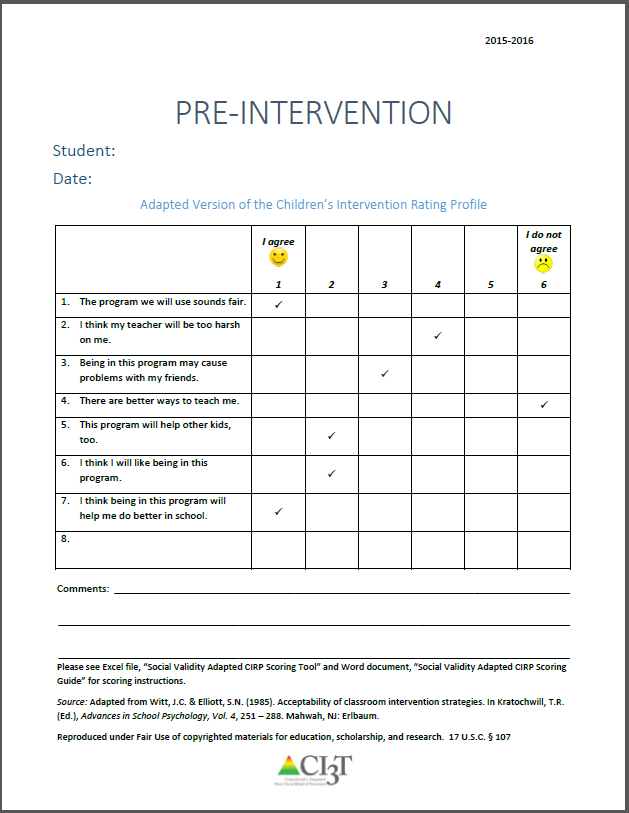 2015-2016
PRE-INTERVENTION
Student:
Date:
Adapted Version of the Children's Intervention Rating Profile
I agree
I do not
agree
1 2 3 4 5 6
1. The program we will use sounds fair. ✓
2. I think my teacher will be too harsh
on me. ✓
3. Being in this program may cause
problems with my friends. ✓
4. There are better ways to teach me. ✓
5. This program will help other kids,
too. ✓
6. I think I will like being in this
program. ✓
7. I think being in this program will
help me do better in school. ✓
8.
Comments:
Please see Excel file, "Social Validity Adapted CIRP Scoring Tool" and Word document, "Social Validity Adapted CIRP Scoring
Guide" for scoring instructions.
Source: Adapted from Witt, J.C. & Elliott, S.N. (1985). Acceptability of classroom intervention strategies. In Kratochwill, T.R.
(Ed.), Advances in School Psychology, Vol. 4, 251 – 288. Mahwah, NJ: Erlbaum.
Reproduced under Fair Use of copyrighted materials for education, scholarship, and research. 17 U.S.C. § 107
CI3T